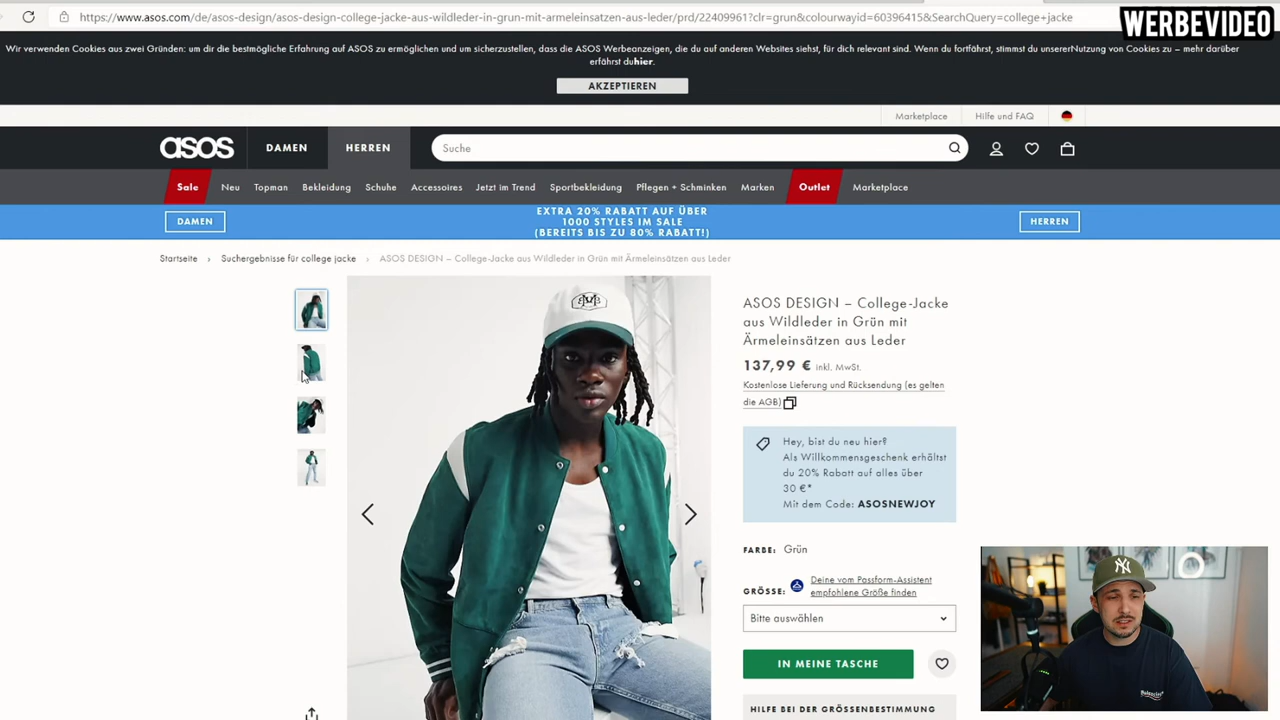 https://www.asos.com/de/asos-design/asos-design-college-jacke-aus-wildleder-in-grun-mit-armeleinsatzen-aus-leder/prd/22409961?clr=grun&colourwayid=60396415&SearchQuery=college+jacke
WERBEVIDEO
Wir verwenden Cookies aus zwei Gründen: um dir die bestmögliche Erfahrung auf ASOS zu ermöglichen und um sicherzustellen, dass die ASOS Werbeanzeigen, die du auf anderen Websites siehst, für dich relevant sind. Wenn du fortfährst, stimmst du unsererNutzung von Cookies zu – mehr darüber
erfährst duhier.
AKZEPTIEREN
Marketplace
Hilfe und FAQ
asos
DAMEN
HERREN
Suche
Sale
Neu
Topman
Bekleidung
Schuhe
Accessoires
Jetzt im Trend
Sportbekleidung
Pflegen + Schminken
Marken
Outlet
Marketplace
DAMEN
EXTRA 20% RABATT AUF ÜBER
1000 STYLES IM SALE
(BEREITS BIS ZU 80% RABATT!)
HERREN
Startseite › Suchergebnisse für college jacke › ASOS DESIGN – College-Jacke aus Wildleder in Grün mit Ärmeleinsätzen aus Leder
ASOS DESIGN – College-Jacke
aus Wildleder in Grün mit
Ärmeleinsätzen aus Leder
137,99 € inkl. MwSt.
Kostenlose Lieferung und Rücksendung (es gelten
die AGB)
Hey, bist du neu hier?
Als Willkommensgeschenk erhältst
du 20% Rabatt auf alles über
30 €*
Mit dem Code: ASOSNEWJOY
FARBE: Grün
GRÖSSE:
Deine vom Passform-Assistent
empfohlene Größe finden
Bitte auswählen
IN MEINE TASCHE
HILFE BEI DER GRÖSSENBESTIMMUNG